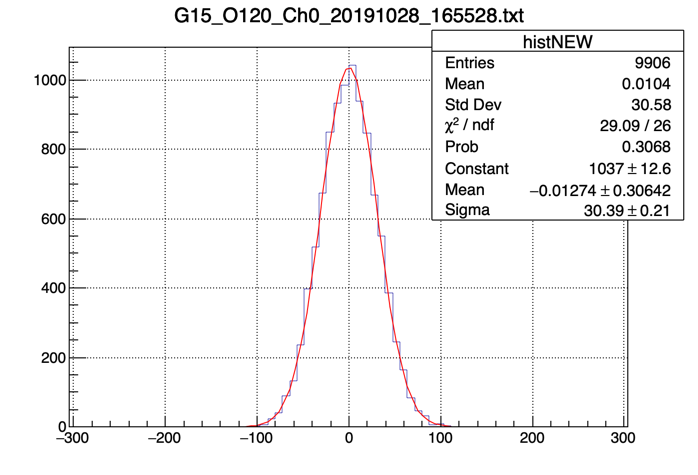 G15_O120_Ch0_20191028_165528.txt
histNEW
Entries 9906
Mean 0.0104
Std Dev 30.58
χ² / ndf 29.09 / 26
Prob 0.3068
Constant 1037 ± 12.6
Mean −0.01274 ± 0.30642
Sigma 30.39 ± 0.21
1000
800
600
400
200
0
−300 −200 −100 0 100 200 300